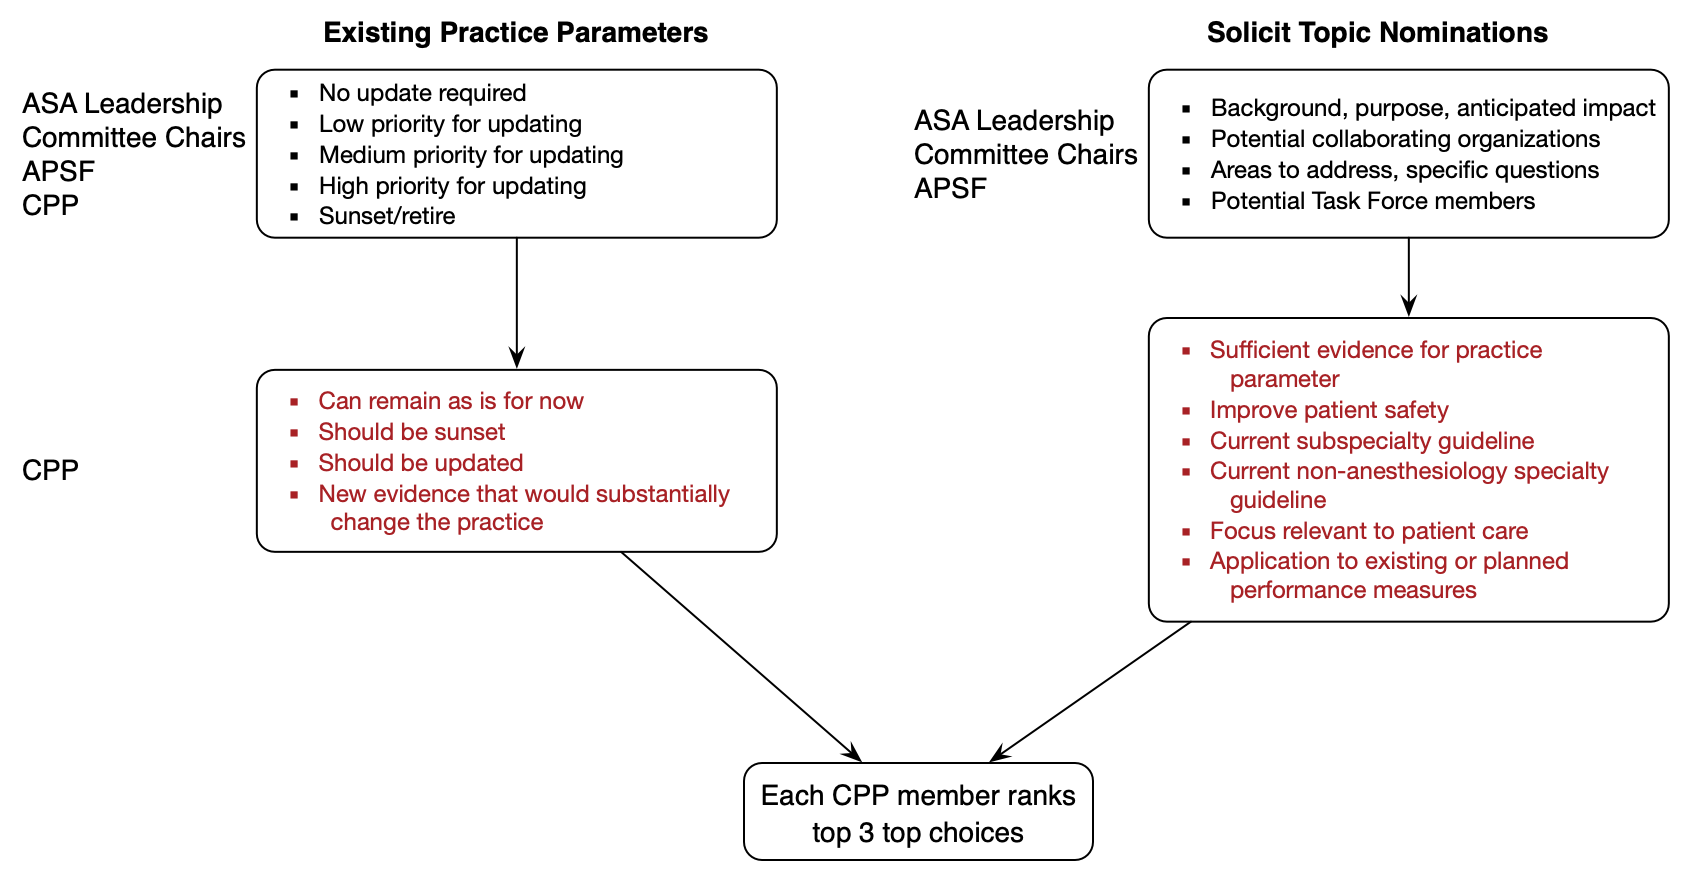 Existing Practice Parameters
ASA Leadership
Committee Chairs
APSF
CPP
▪ No update required
▪ Low priority for updating
▪ Medium priority for updating
▪ High priority for updating
▪ Sunset/retire
CPP
▪ Can remain as is for now
▪ Should be sunset
▪ Should be updated
▪ New evidence that would substantially
change the practice
Solicit Topic Nominations
ASA Leadership
Committee Chairs
APSF
▪ Background, purpose, anticipated impact
▪ Potential collaborating organizations
▪ Areas to address, specific questions
▪ Potential Task Force members
▪ Sufficient evidence for practice
parameter
▪ Improve patient safety
▪ Current subspecialty guideline
▪ Current non-anesthesiology specialty
guideline
▪ Focus relevant to patient care
▪ Application to existing or planned
performance measures
Each CPP member ranks
top 3 top choices